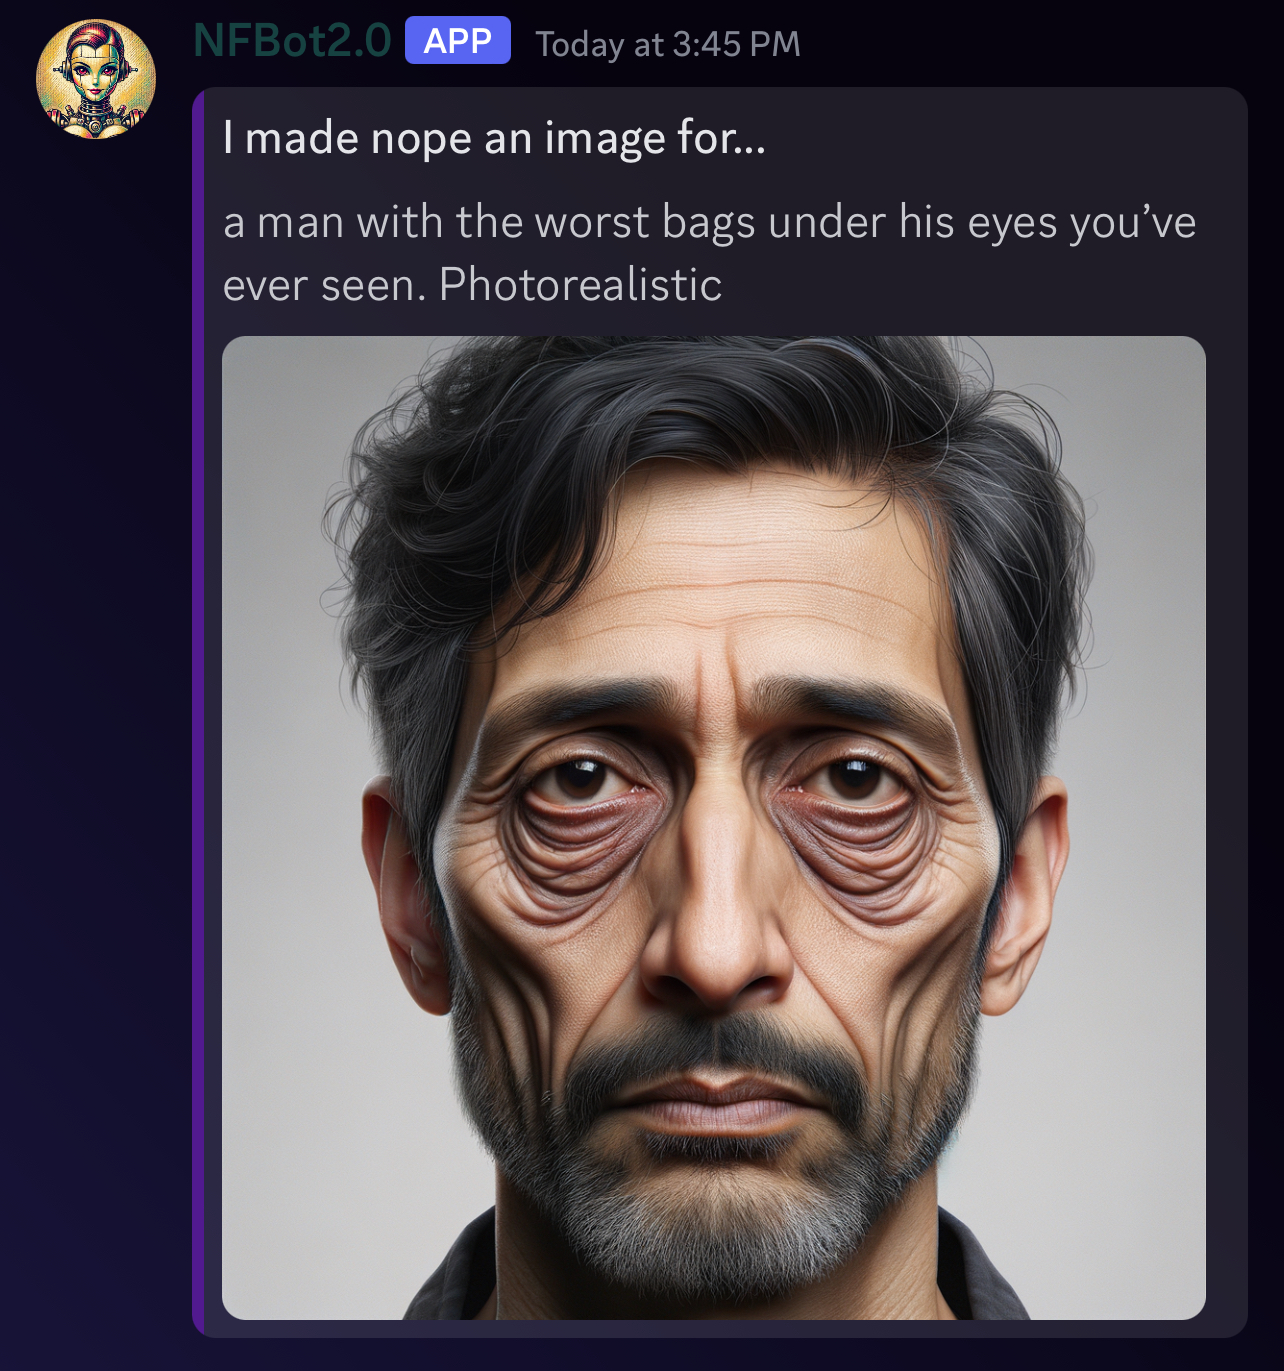 NFBot2.0 APP Today at 3:45 PM
I made nope an image for...
a man with the worst bags under his eyes you’ve
ever seen. Photorealistic